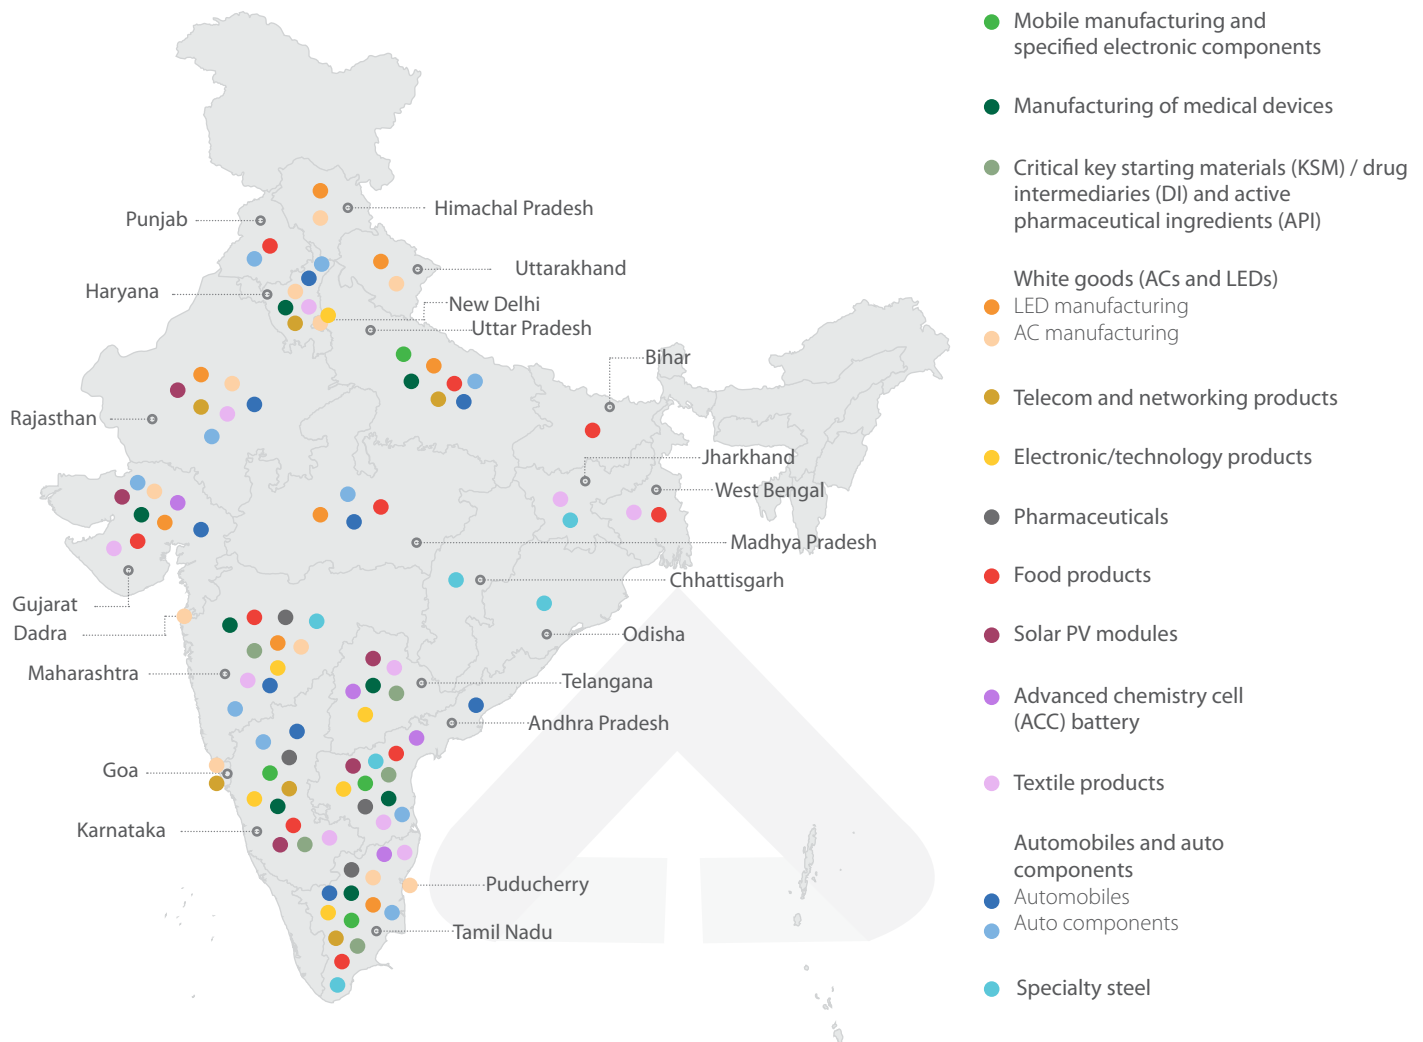 Himachal Pradesh
Punjab
Uttarakhand
Haryana
New Delhi
Uttar Pradesh
Bihar
Rajasthan
Jharkhand
West Bengal
Madhya Pradesh
Chhattisgarh
Gujarat
Dadra
Odisha
Maharashtra
Telangana
Andhra Pradesh
Goa
Karnataka
Puducherry
Tamil Nadu
Mobile manufacturing and
specified electronic components
Manufacturing of medical devices
Critical key starting materials (KSM) / drug
intermediaries (DI) and active
pharmaceutical ingredients (API)
White goods (ACs and LEDs)
LED manufacturing
AC manufacturing
Telecom and networking products
Electronic/technology products
Pharmaceuticals
Food products
Solar PV modules
Advanced chemistry cell
(ACC) battery
Textile products
Automobiles and auto
components
Automobiles
Auto components
Specialty steel